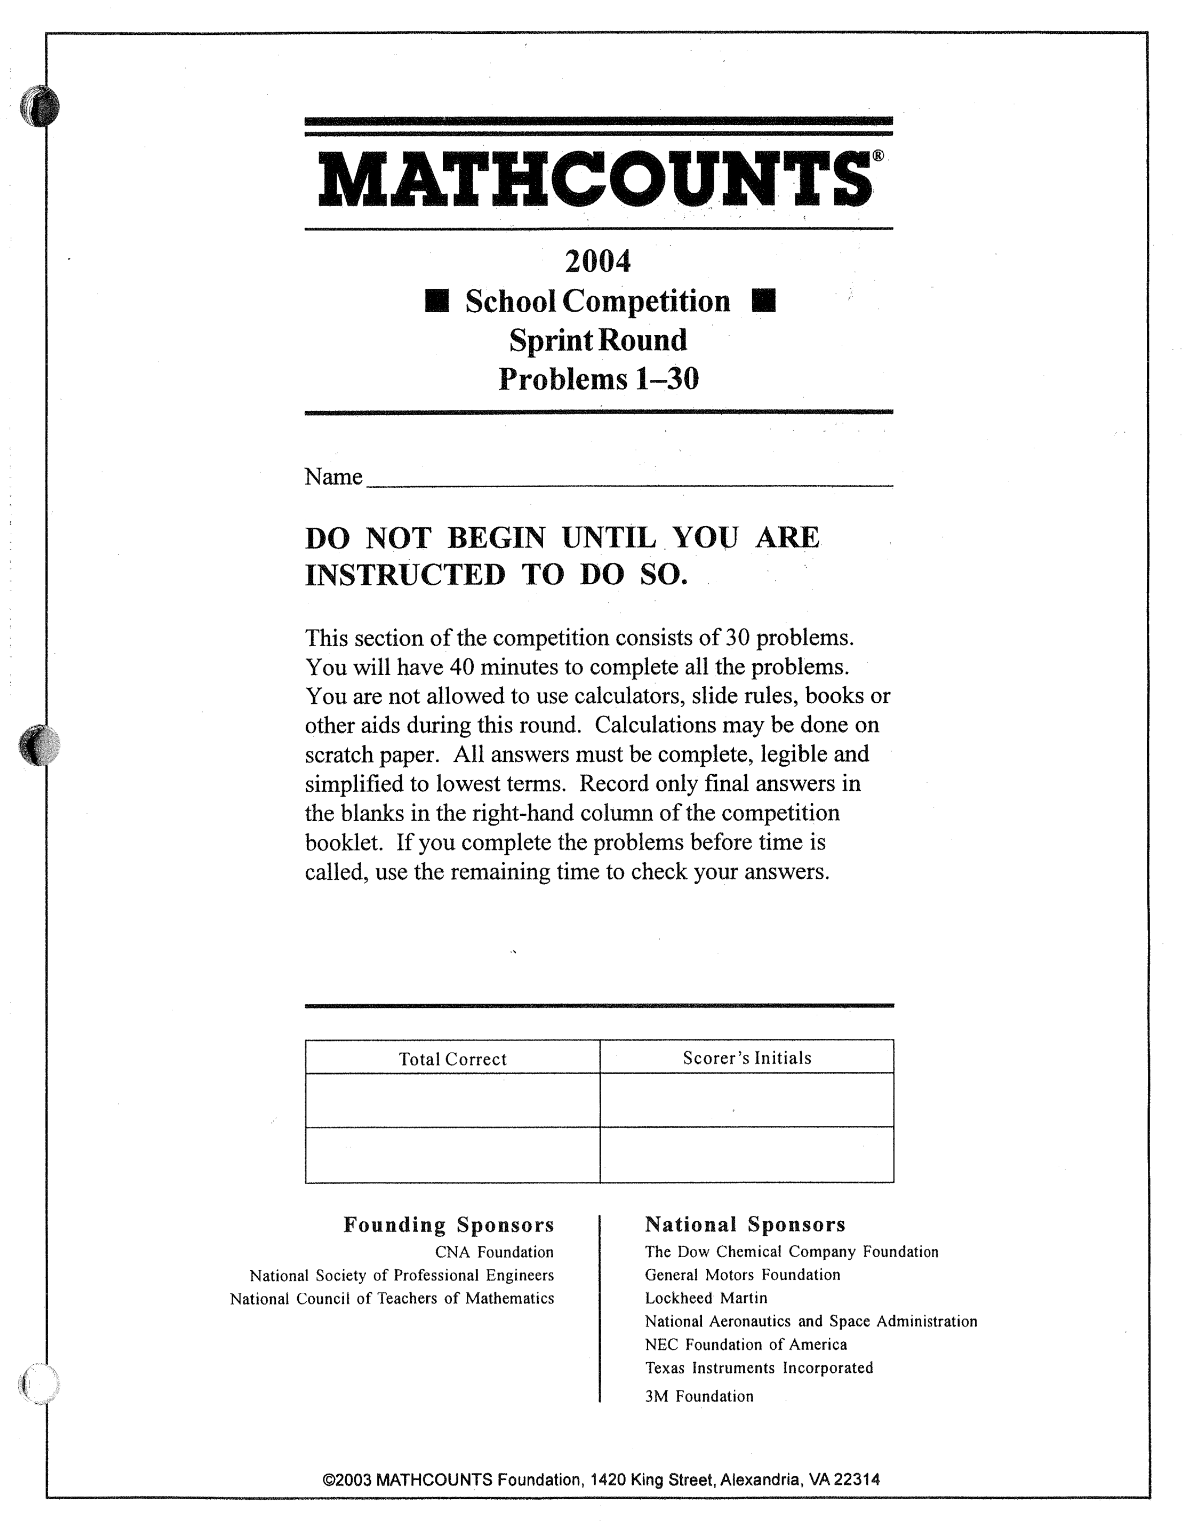 MATHCOUNTS®
2004
■ School Competition ■
Sprint Round
Problems 1–30
Name
DO NOT BEGIN UNTIL YOU ARE
INSTRUCTED TO DO SO.
This section of the competition consists of 30 problems.
You will have 40 minutes to complete all the problems.
You are not allowed to use calculators, slide rules, books or
other aids during this round. Calculations may be done on
scratch paper. All answers must be complete, legible and
simplified to lowest terms. Record only final answers in
the blanks in the right-hand column of the competition
booklet. If you complete the problems before time is
called, use the remaining time to check your answers.
Total Correct
Scorer's Initials
Founding Sponsors
CNA Foundation
National Society of Professional Engineers
National Council of Teachers of Mathematics
National Sponsors
The Dow Chemical Company Foundation
General Motors Foundation
Lockheed Martin
National Aeronautics and Space Administration
NEC Foundation of America
Texas Instruments Incorporated
3M Foundation
©2003 MATHCOUNTS Foundation, 1420 King Street, Alexandria, VA 22314